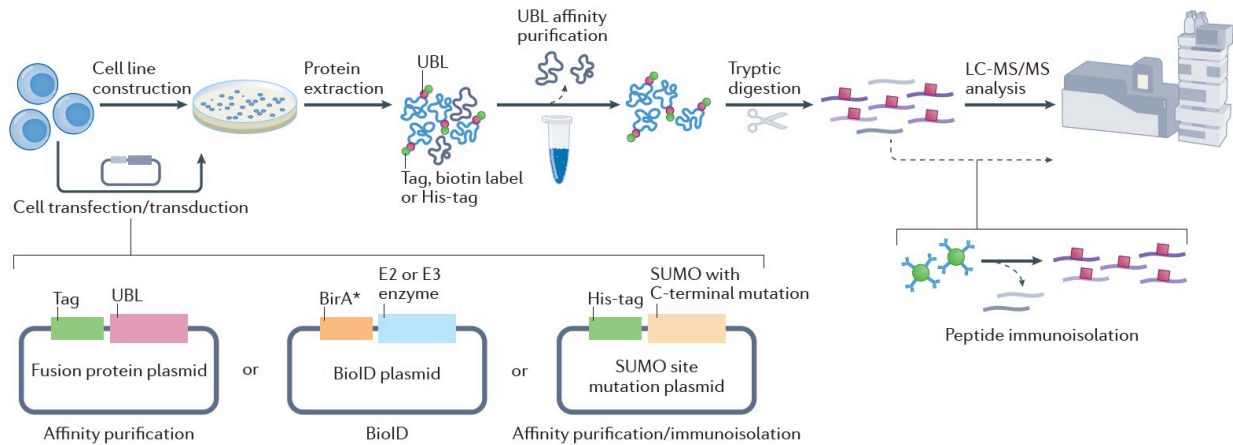 Cell line
construction
Protein
extraction
UBL
UBL affinity
purification
Tryptic
digestion
LC-MS/MS
analysis
Tag, biotin label
or His-tag
Cell transfection/transduction
Tag
UBL
Fusion protein plasmid
Affinity purification
or
BirA*
E2 or E3
enzyme
BioID plasmid
BioID
or
His-tag
SUMO with
C-terminal mutation
SUMO site
mutation plasmid
Affinity purification/immunoisolation
Peptide immunoisolation